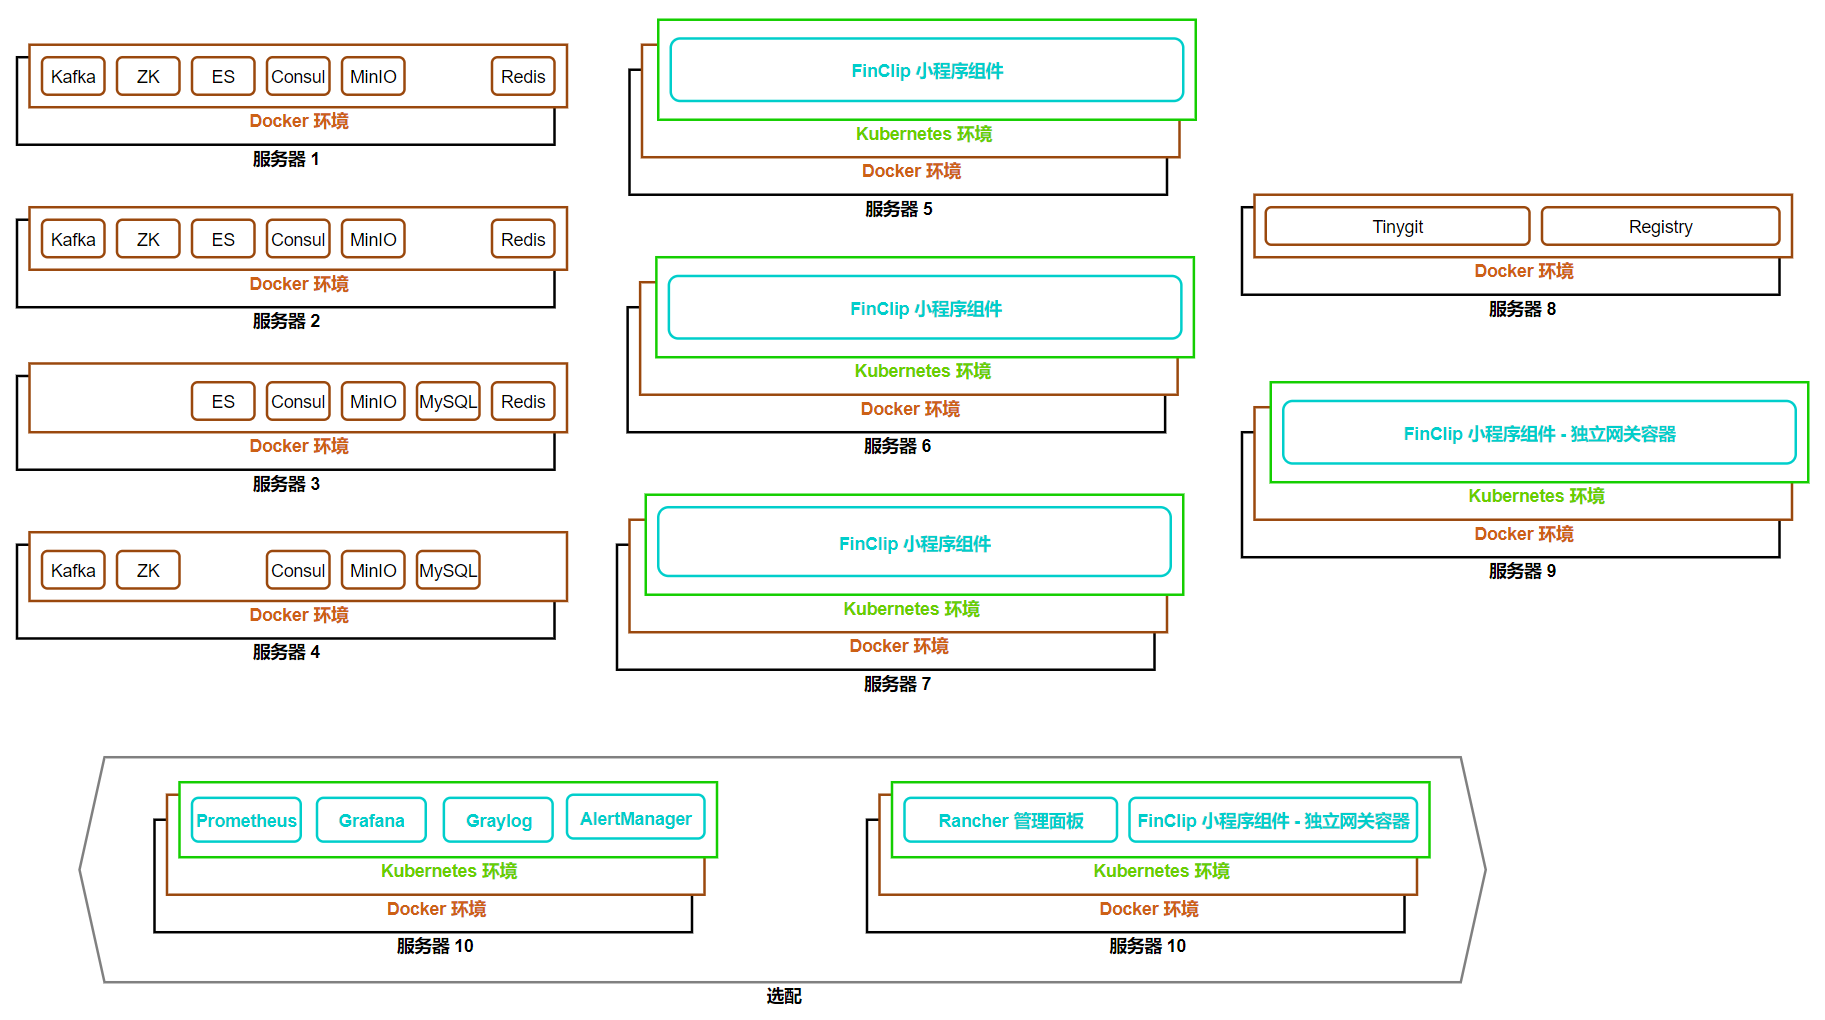 Kafka ZK ES Consul MinIO Redis
Docker 环境
服务器 1
Kafka ZK ES Consul MinIO Redis
Docker 环境
服务器 2
ES Consul MinIO MySQL Redis
Docker 环境
服务器 3
Kafka ZK Consul MinIO MySQL
Docker 环境
服务器 4
FinClip 小程序组件
Kubernetes 环境
Docker 环境
服务器 5
FinClip 小程序组件
Kubernetes 环境
Docker 环境
服务器 6
FinClip 小程序组件
Kubernetes 环境
Docker 环境
服务器 7
Tinygit Registry
Docker 环境
服务器 8
FinClip 小程序组件 - 独立网关容器
Kubernetes 环境
Docker 环境
服务器 9
Prometheus Grafana Graylog AlertManager
Kubernetes 环境
Docker 环境
服务器 10
Rancher 管理面板 FinClip 小程序组件 - 独立网关容器
Kubernetes 环境
Docker 环境
服务器 10
选配